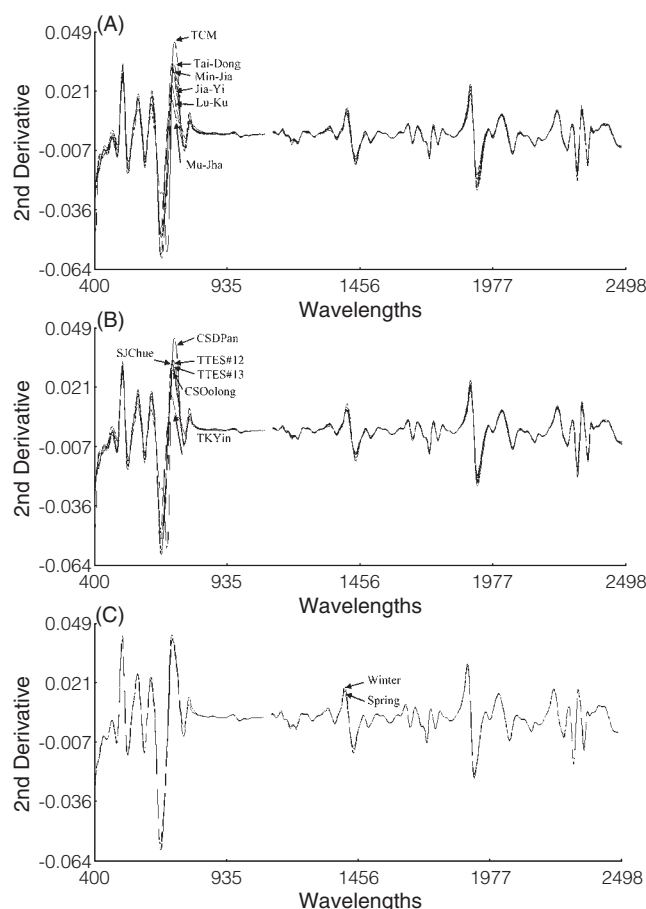 (A)
0.049
0.021
-0.007
-0.036
-0.064
2nd Derivative
TCM
Tai-Dong
Min-Jia
Jia-Yi
Lu-Ku
Mu-Jha
400
935
1456
1977
2498
Wavelengths
(B)
0.049
0.021
-0.007
-0.036
-0.064
2nd Derivative
CSDPan
SJChue
TTES#12
TTES#13
CSOolong
TKYin
400
935
1456
1977
2498
Wavelengths
(C)
0.049
0.021
-0.007
-0.036
-0.064
2nd Derivative
Winter
Spring
400
935
1456
1977
2498
Wavelengths